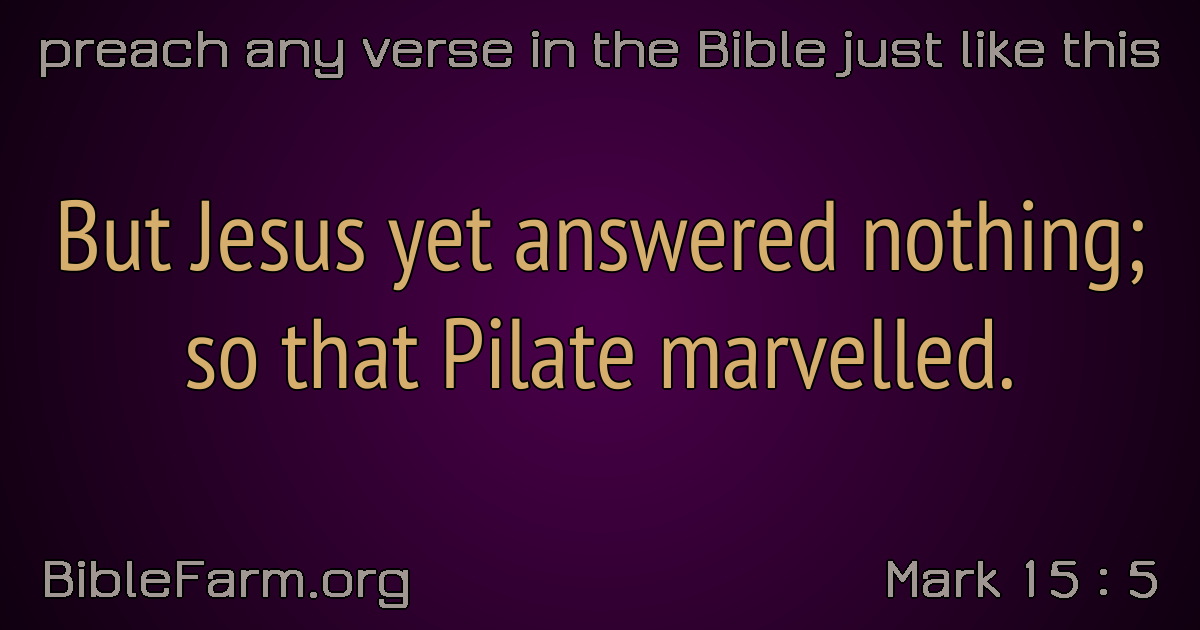 preach any verse in the Bible just like this
But Jesus yet answered nothing;
so that Pilate marvelled.
BibleFarm.org
Mark 15 : 5